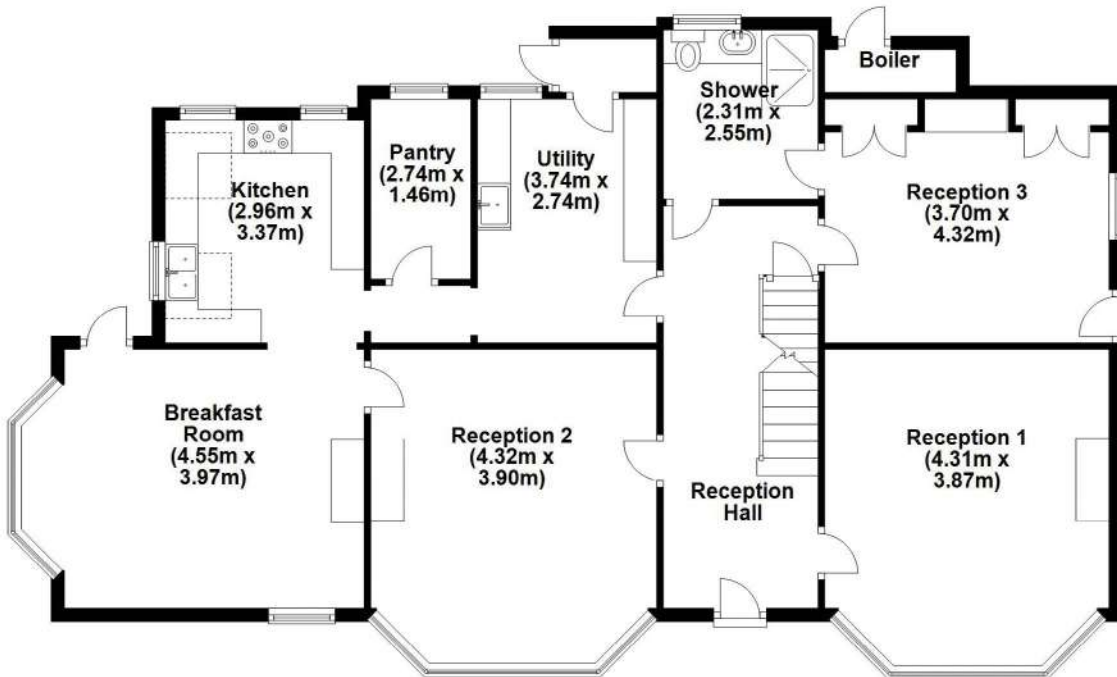 Boiler
Shower
(2.31m x
2.55m)
Pantry
(2.74m x
1.46m)
Utility
(3.74m x
2.74m)
Kitchen
(2.96m x
3.37m)
Reception 3
(3.70m x
4.32m)
Breakfast
Room
(4.55m x
3.97m)
Reception 2
(4.32m x
3.90m)
Reception 1
(4.31m x
3.87m)
Reception
Hall